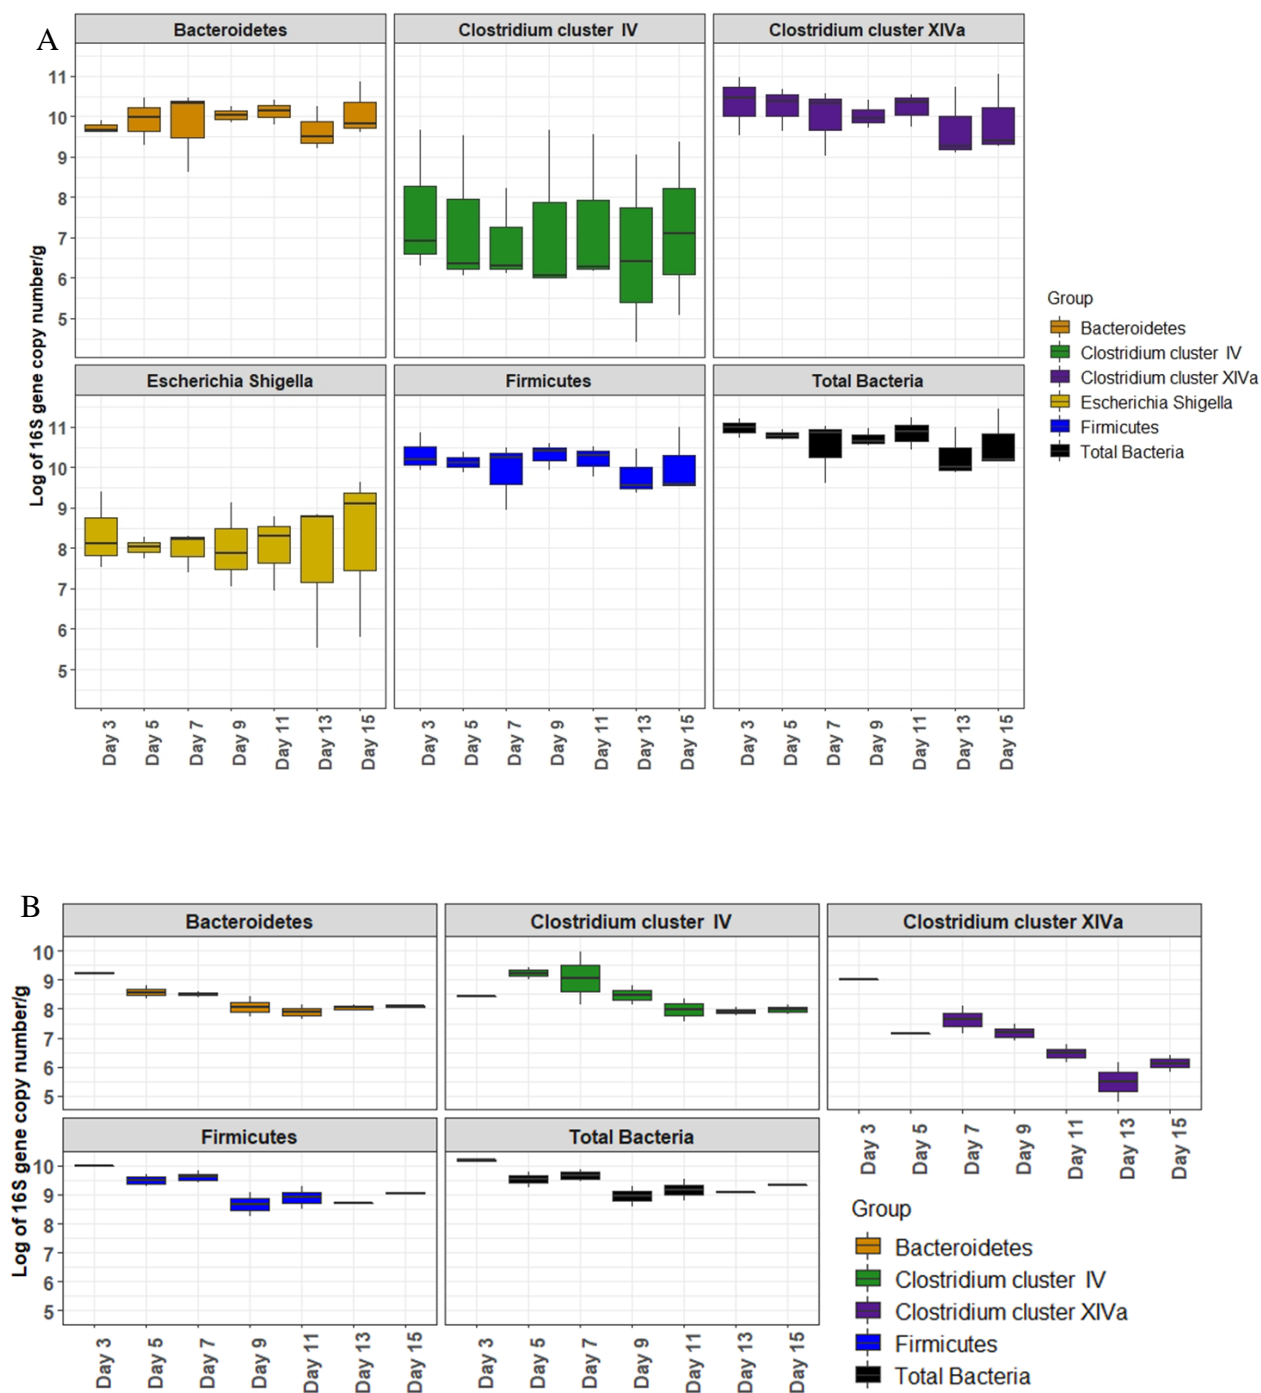 A
Bacteroidetes
Clostridium cluster IV
Clostridium cluster XIVa
11
10
9
8
7
6
5
Escherichia Shigella
Firmicutes
Total Bacteria
11
10
9
8
7
6
5
Log of 16S gene copy number/g
Day 3
Day 5
Day 7
Day 9
Day 11
Day 13
Day 15
Day 3
Day 5
Day 7
Day 9
Day 11
Day 13
Day 15
Day 3
Day 5
Day 7
Day 9
Day 11
Day 13
Day 15
Group
Bacteroidetes
Clostridium cluster IV
Clostridium cluster XIVa
Escherichia Shigella
Firmicutes
Total Bacteria
B
Bacteroidetes
Clostridium cluster IV
Clostridium cluster XIVa
10
9
8
7
6
5
Firmicutes
Total Bacteria
10
9
8
7
6
5
Log of 16S gene copy number/g
Day 3
Day 5
Day 7
Day 9
Day 11
Day 13
Day 15
Day 3
Day 5
Day 7
Day 9
Day 11
Day 13
Day 15
Day 3
Day 5
Day 7
Day 9
Day 11
Day 13
Day 15
Group
Bacteroidetes
Clostridium cluster IV
Clostridium cluster XIVa
Firmicutes
Total Bacteria